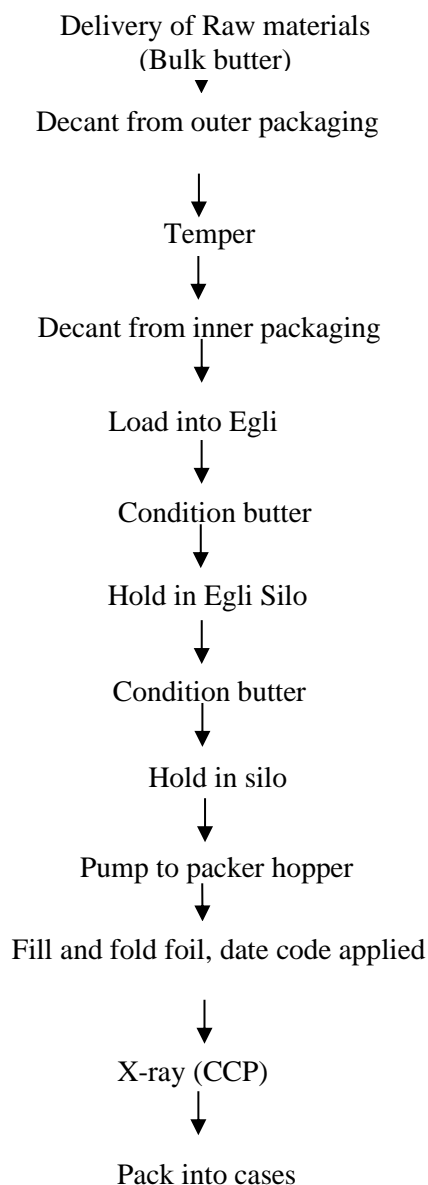 Delivery of Raw materials
(Bulk butter)
Decant from outer packaging
Temper
Decant from inner packaging
Load into Egli
Condition butter
Hold in Egli Silo
Condition butter
Hold in silo
Pump to packer hopper
Fill and fold foil, date code applied
X-ray (CCP)
Pack into cases